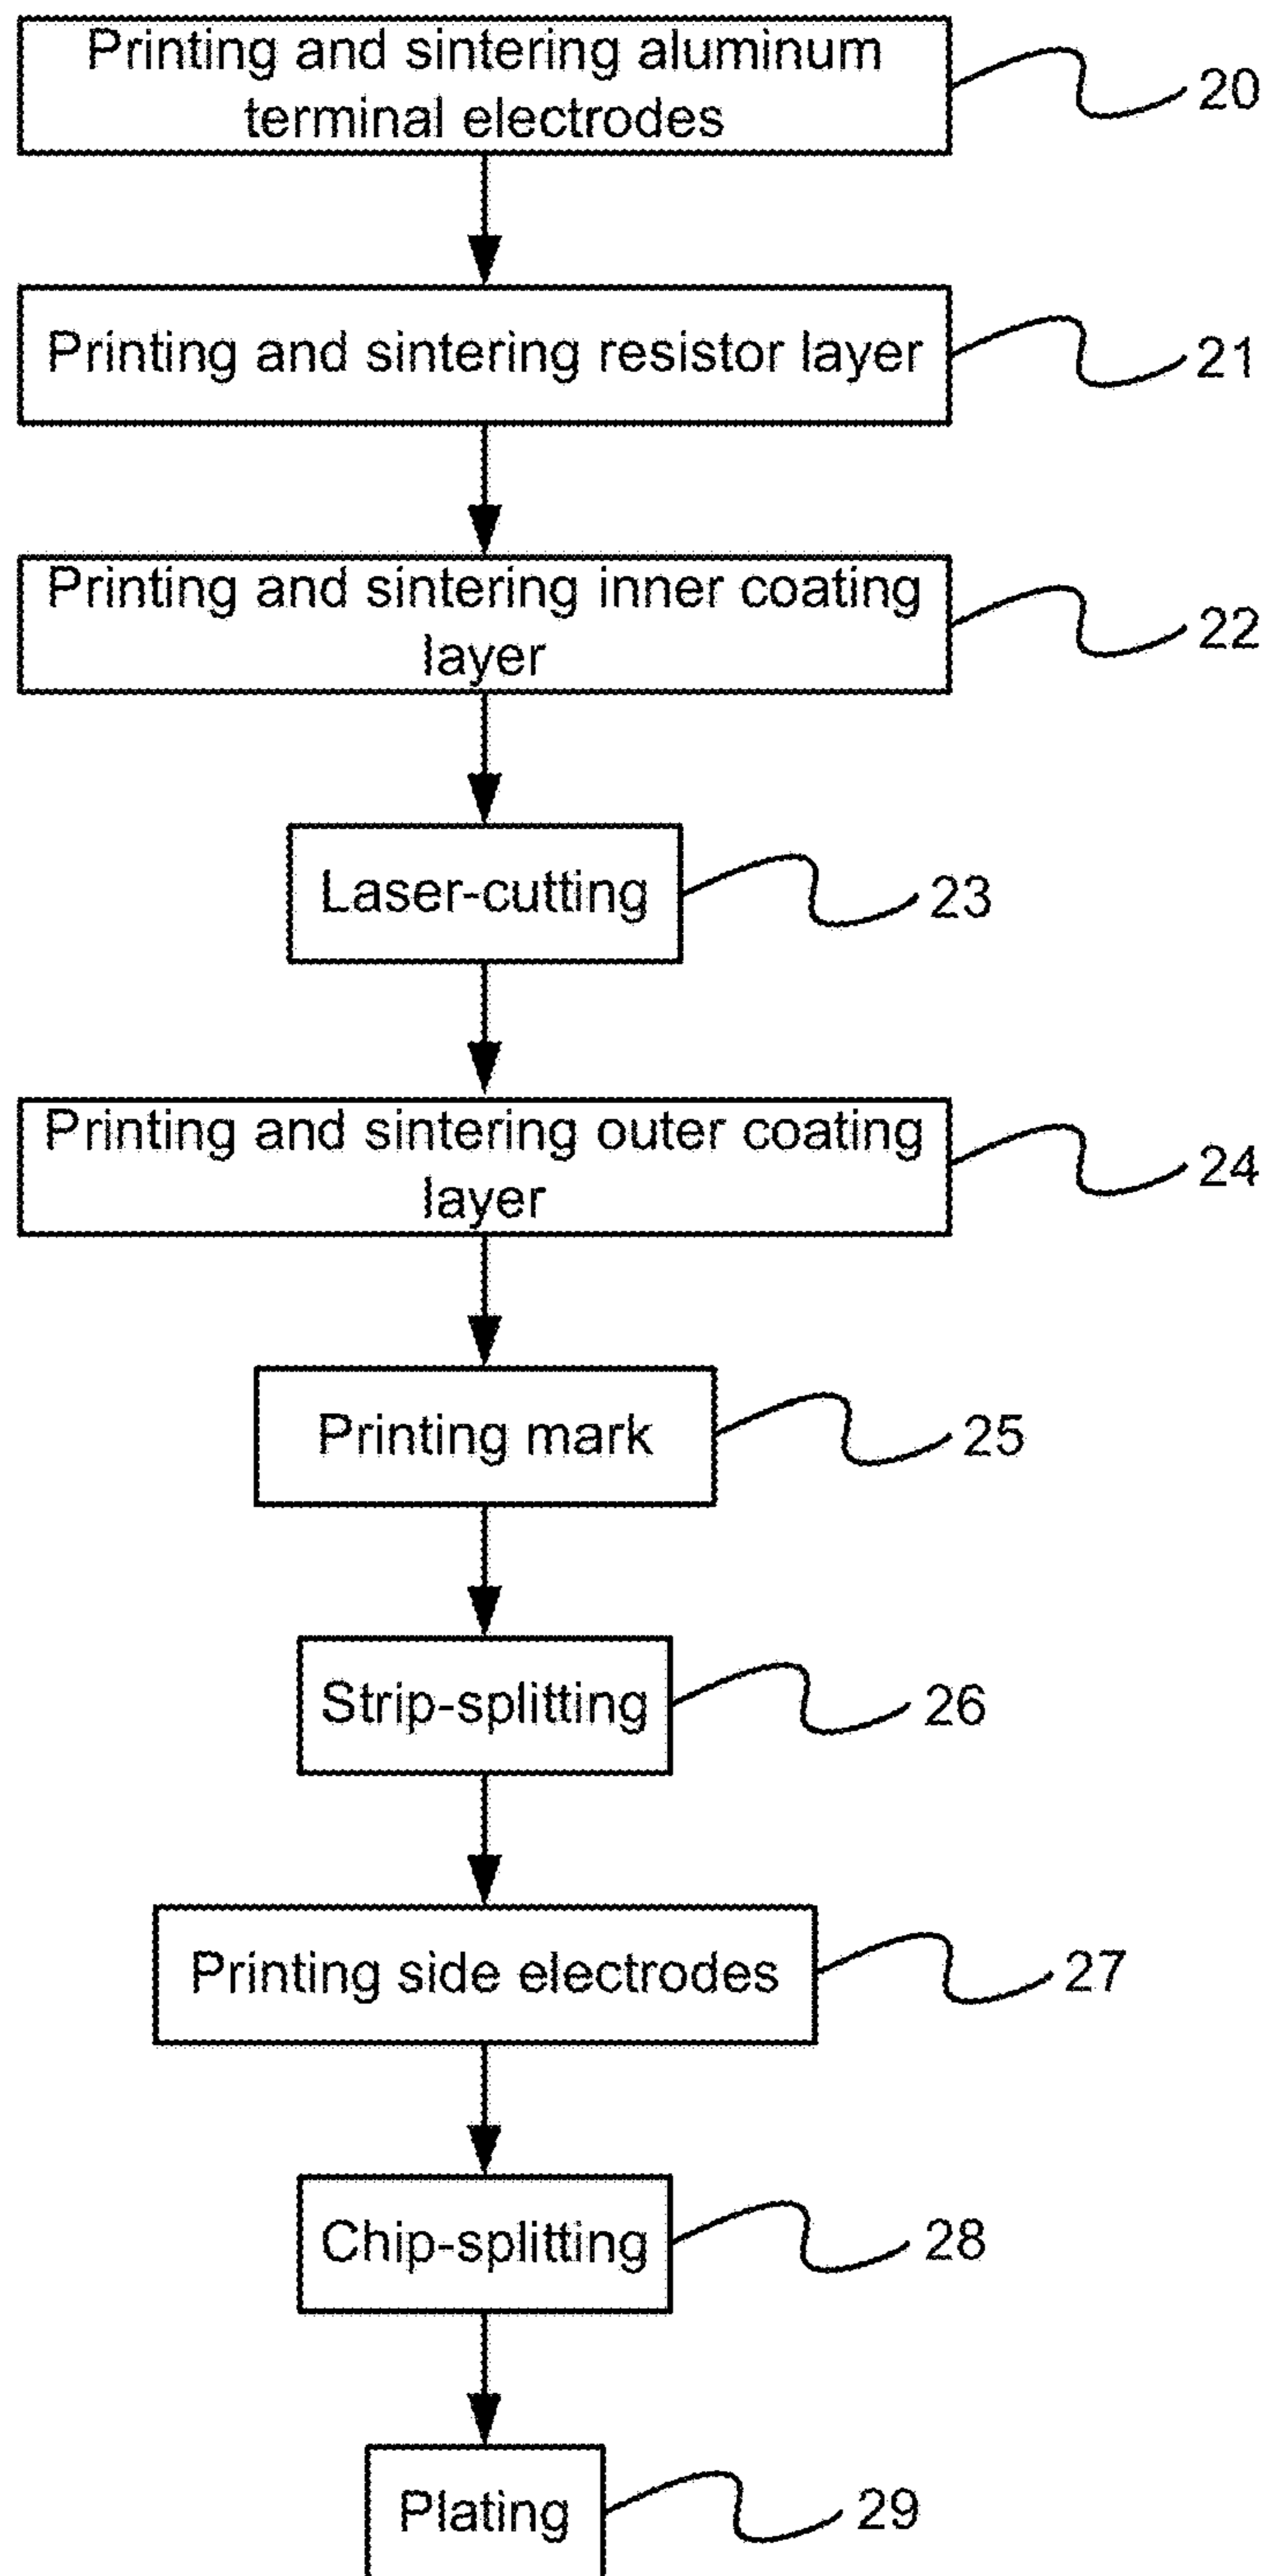 Printing and sintering aluminum
terminal electrodes
20
Printing and sintering resistor layer
21
Printing and sintering inner coating
layer
22
Laser-cutting
23
Printing and sintering outer coating
layer
24
Printing mark
25
Strip-splitting
26
Printing side electrodes
27
Chip-splitting
28
Plating
29